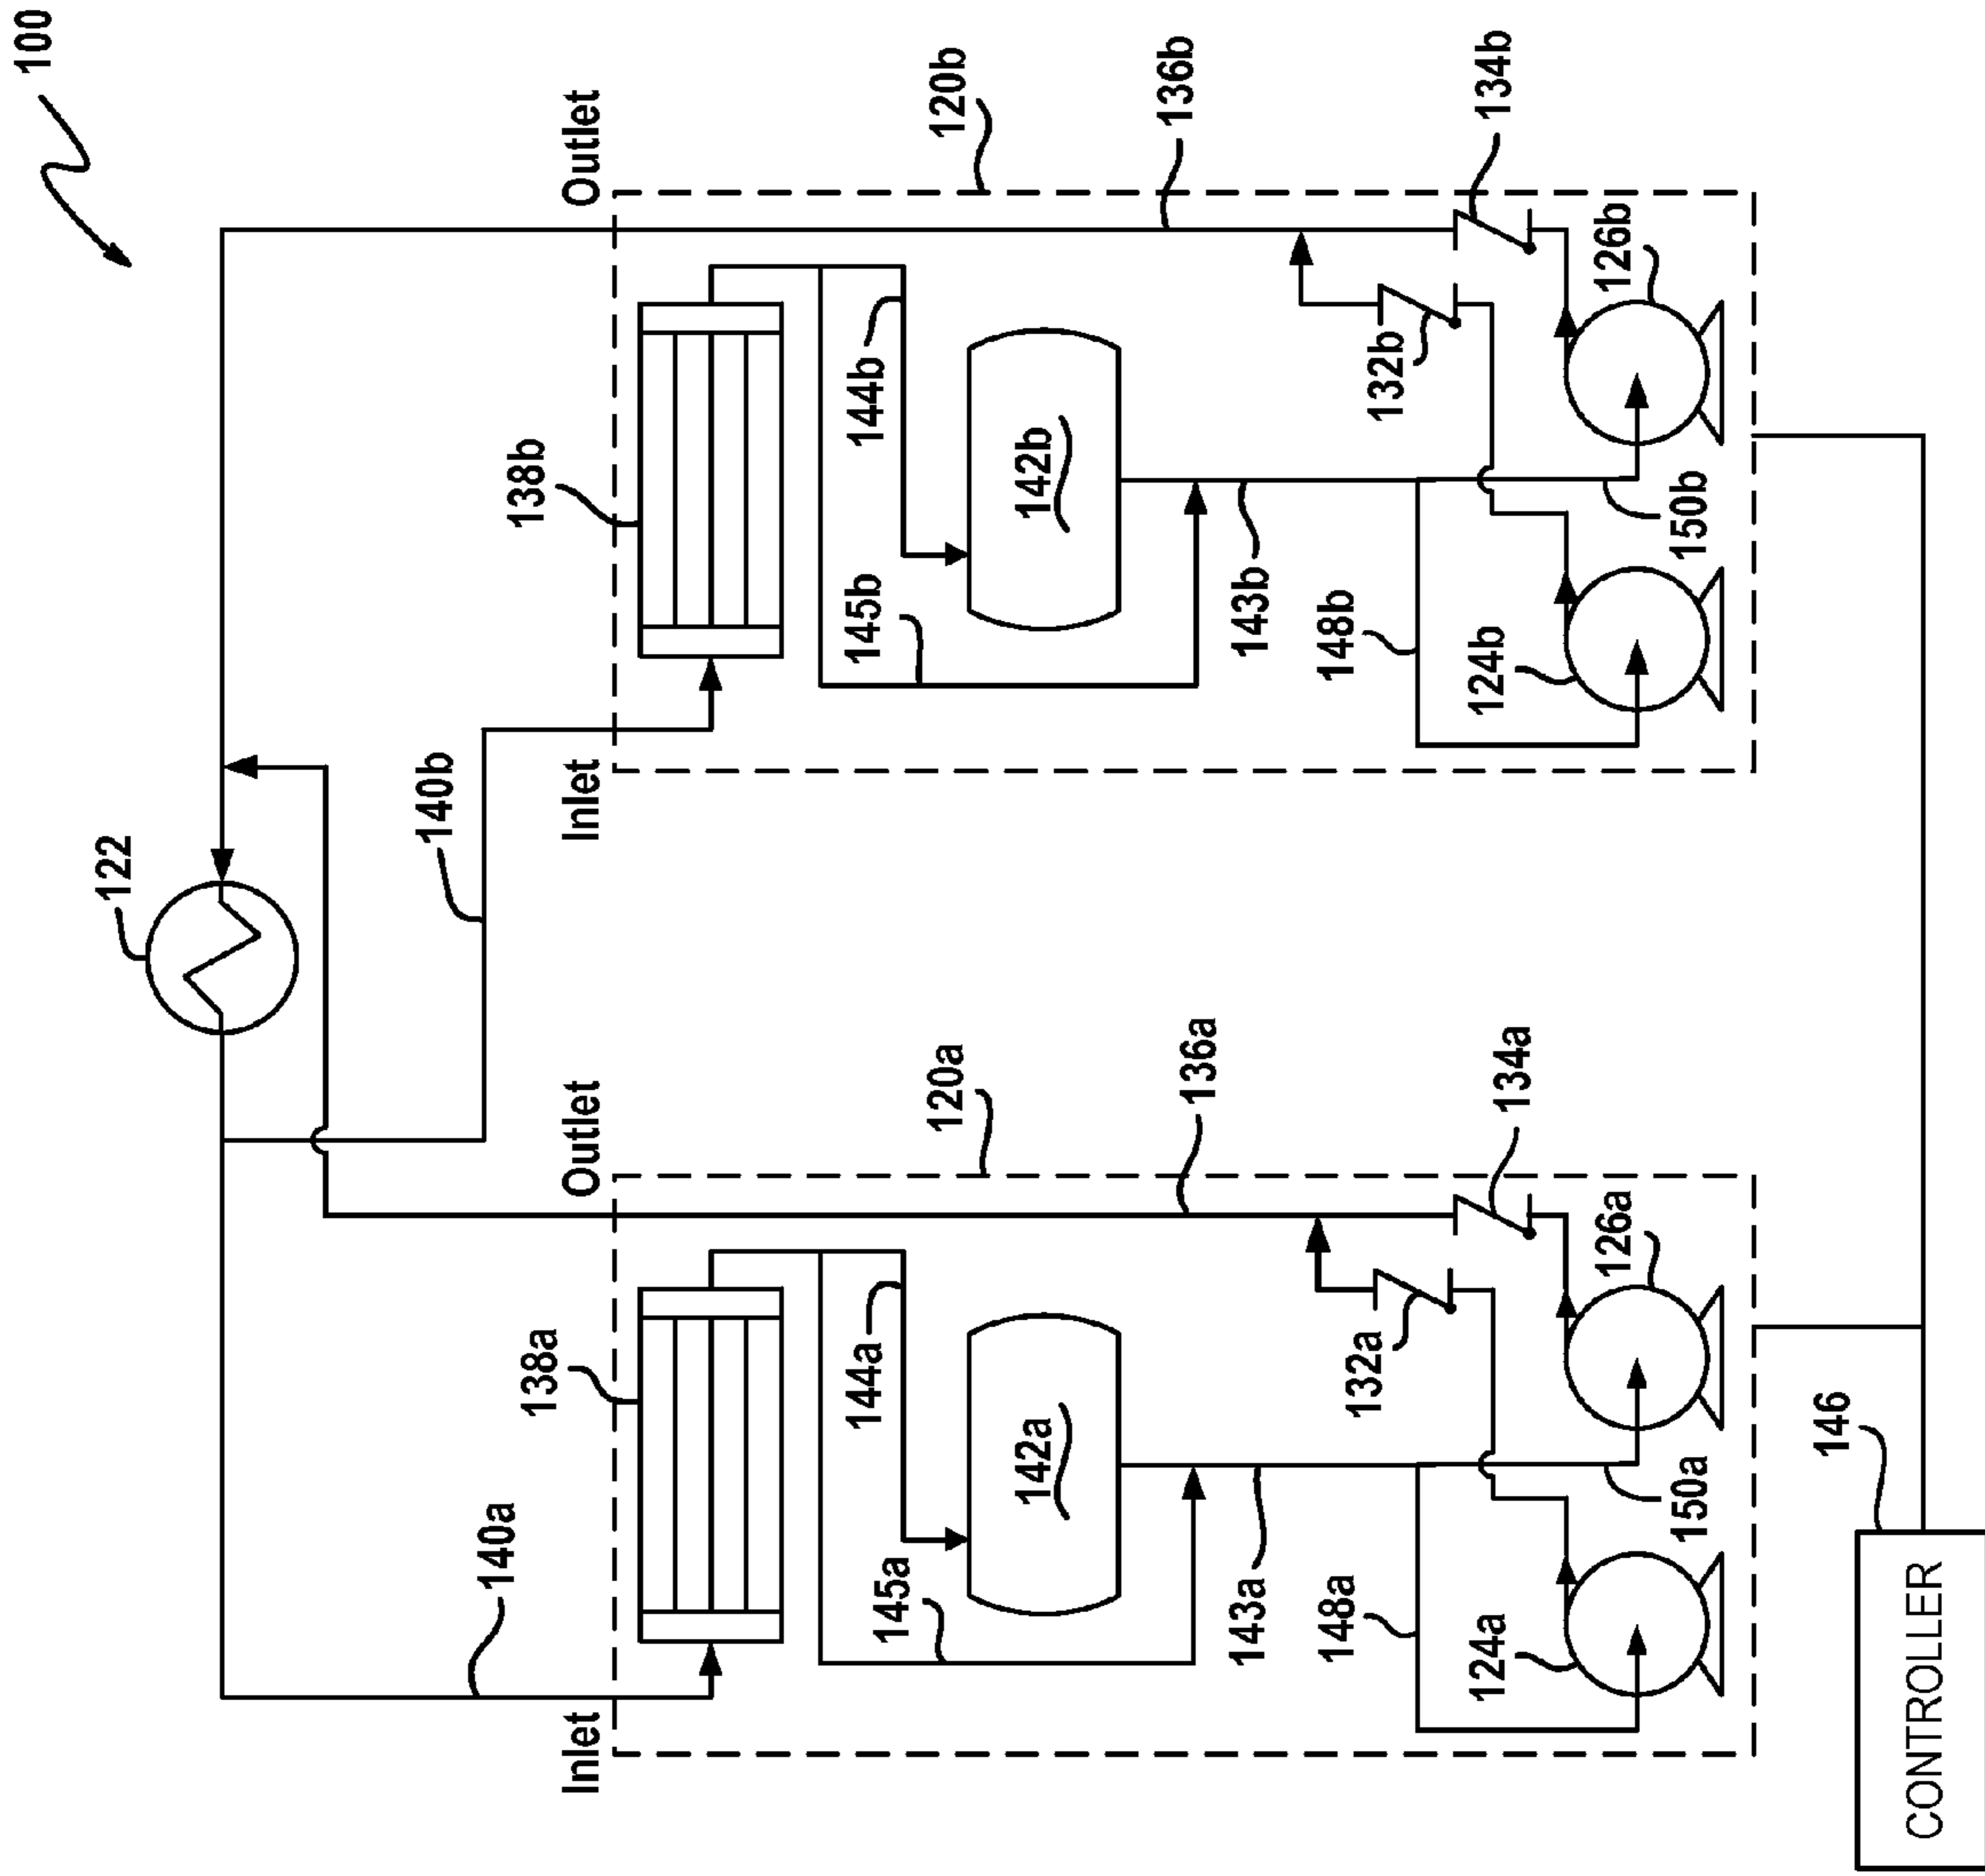 100
122
140a
140b
Inlet
Outlet
Inlet
Outlet
120a
120b
138a
138b
144a
144b
145a
145b
142a
142b
136a
136b
143a
143b
132a
132b
134a
134b
148a
148b
124a
124b
126a
126b
150a
150b
146
CONTROLLER